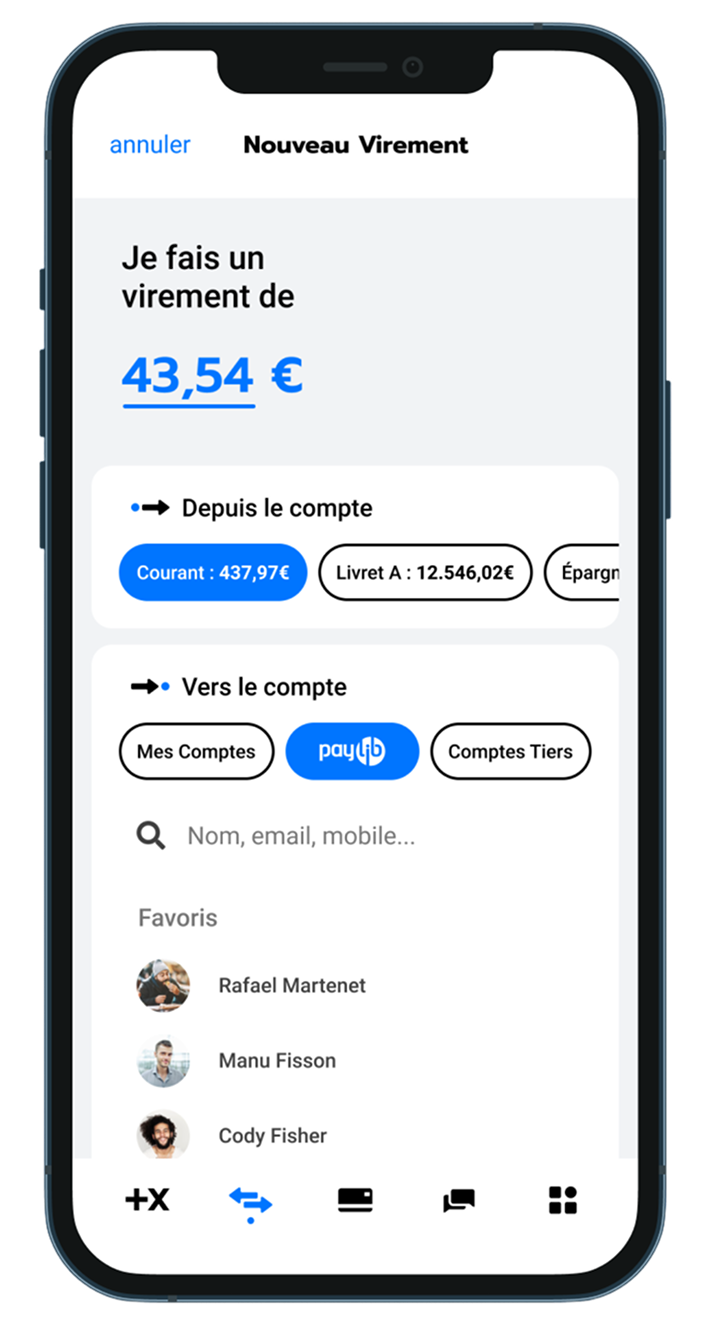 annuler Nouveau Virement
Je fais un
virement de
43,54 €
Depuis le compte
Courant : 437,97€ Livret A : 12.546,02€ Épargn
Vers le compte
Mes Comptes paylib Comptes Tiers
Nom, email, mobile...
Favoris
Rafael Martenet
Manu Fisson
Cody Fisher
+X